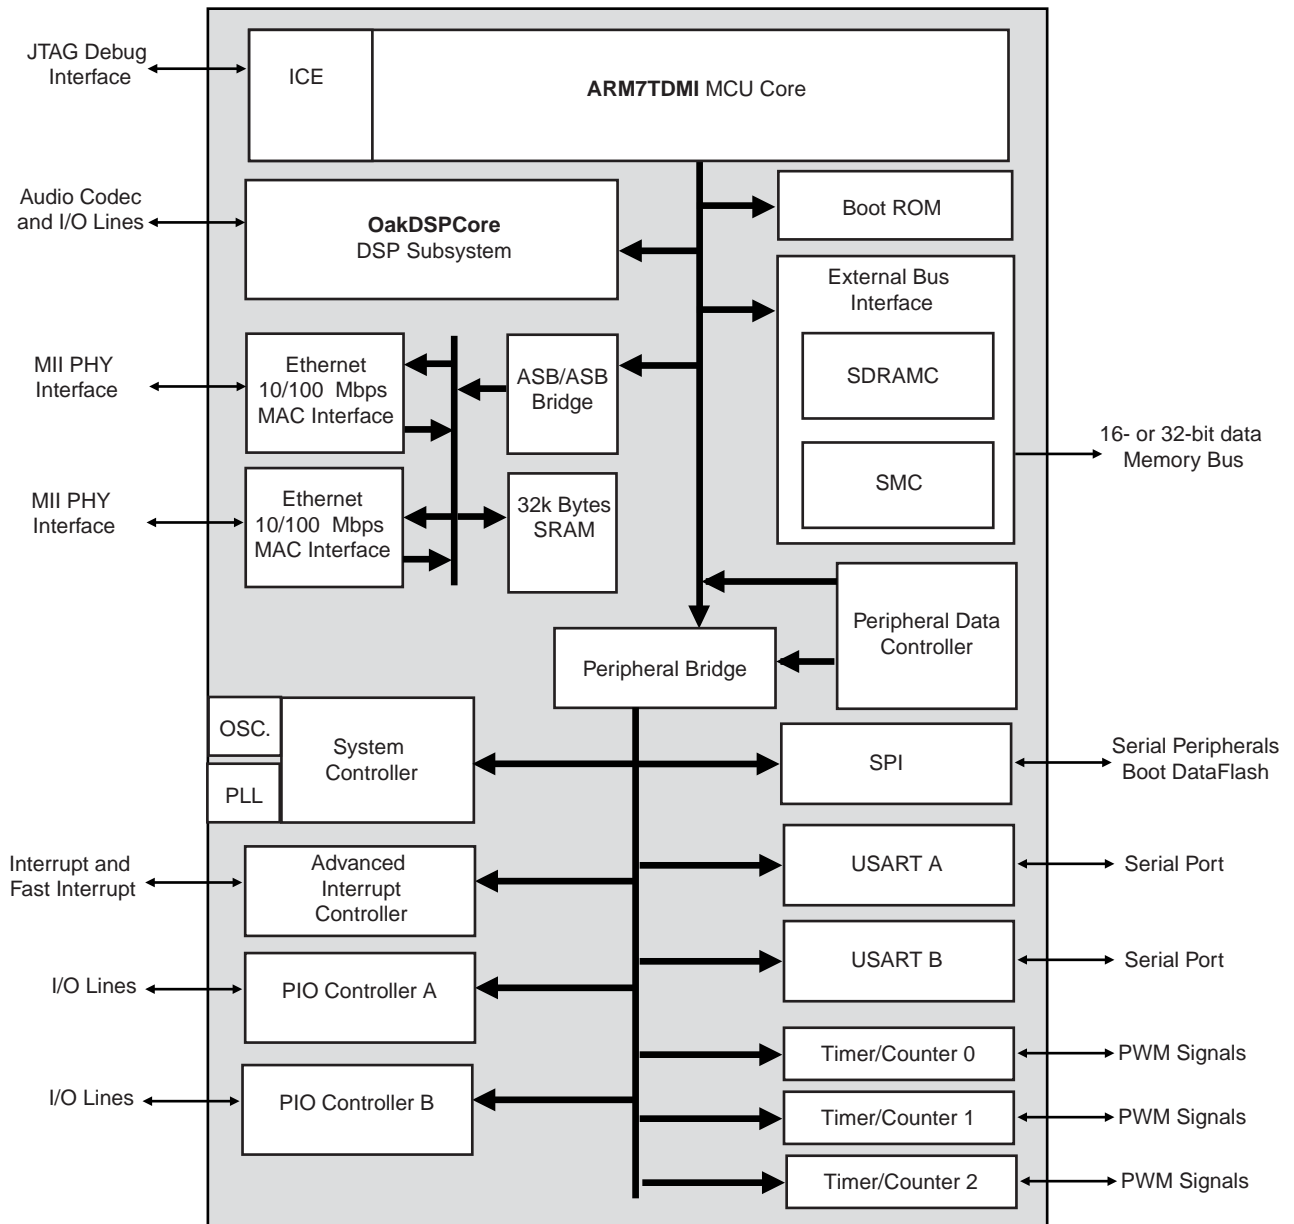 JTAG Debug
Interface
ICE
ARM7TDMI MCU Core
Audio Codec
and I/O Lines
OakDSPCore
DSP Subsystem
Boot ROM
External Bus
Interface
SDRAMC
SMC
16- or 32-bit data
Memory Bus
MII PHY
Interface
Ethernet
10/100 Mbps
MAC Interface
ASB/ASB
Bridge
MII PHY
Interface
Ethernet
10/100 Mbps
MAC Interface
32k Bytes
SRAM
Peripheral Data
Controller
Peripheral Bridge
OSC.
PLL
System
Controller
SPI
Serial Peripherals
Boot DataFlash
Interrupt and
Fast Interrupt
Advanced
Interrupt
Controller
USART A
Serial Port
I/O Lines
PIO Controller A
USART B
Serial Port
Timer/Counter 0
PWM Signals
I/O Lines
PIO Controller B
Timer/Counter 1
PWM Signals
Timer/Counter 2
PWM Signals